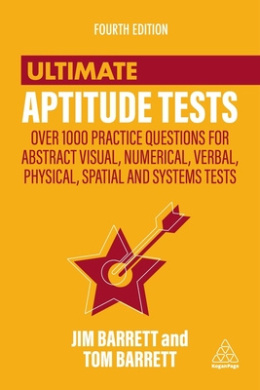 FOURTH EDITION
ULTIMATE
APTITUDE TESTS
OVER 1000 PRACTICE QUESTIONS FOR
ABSTRACT VISUAL, NUMERICAL, VERBAL,
PHYSICAL, SPATIAL AND SYSTEMS TESTS
JIM BARRETT and
TOM BARRETT
KoganPage